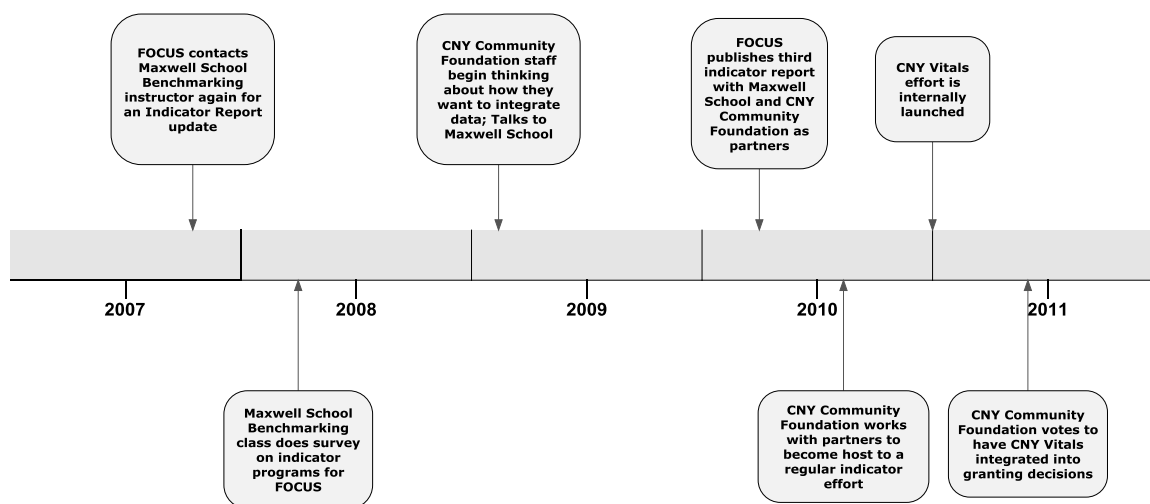 FOCUS contacts
Maxwell School
Benchmarking
instructor again for
an Indicator Report
update
CNY Community
Foundation staff
begin thinking
about how they
want to integrate
data; Talks to
Maxwell School
FOCUS
publishes third
indicator report
with Maxwell
School and CNY
Community
Foundation as
partners
CNY Vitals
effort is
internally
launched
2007
2008
2009
2010
2011
Maxwell School
Benchmarking
class does survey
on indicator
programs for
FOCUS
CNY Community
Foundation works
with partners to
become host to a
regular indicator
effort
CNY Community
Foundation votes to
have CNY Vitals
integrated into
granting decisions